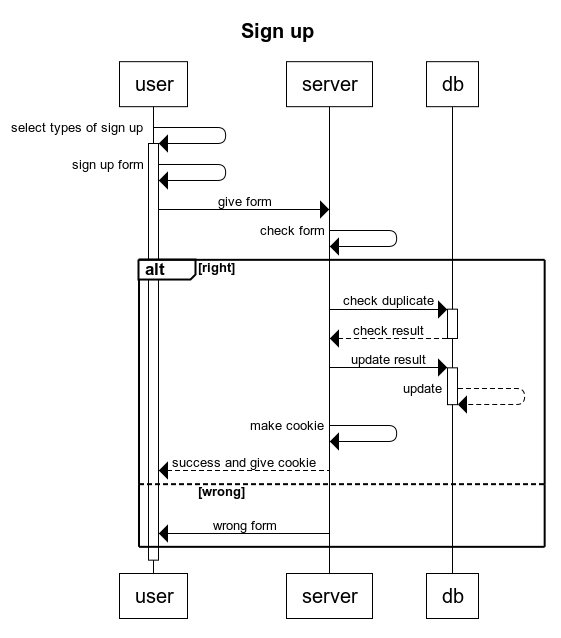 Sign up
user
server
db
select types of sign up
sign up form
give form
check form
alt [right]
check duplicate
check result
update result
update
make cookie
success and give cookie
[wrong]
wrong form
user
server
db